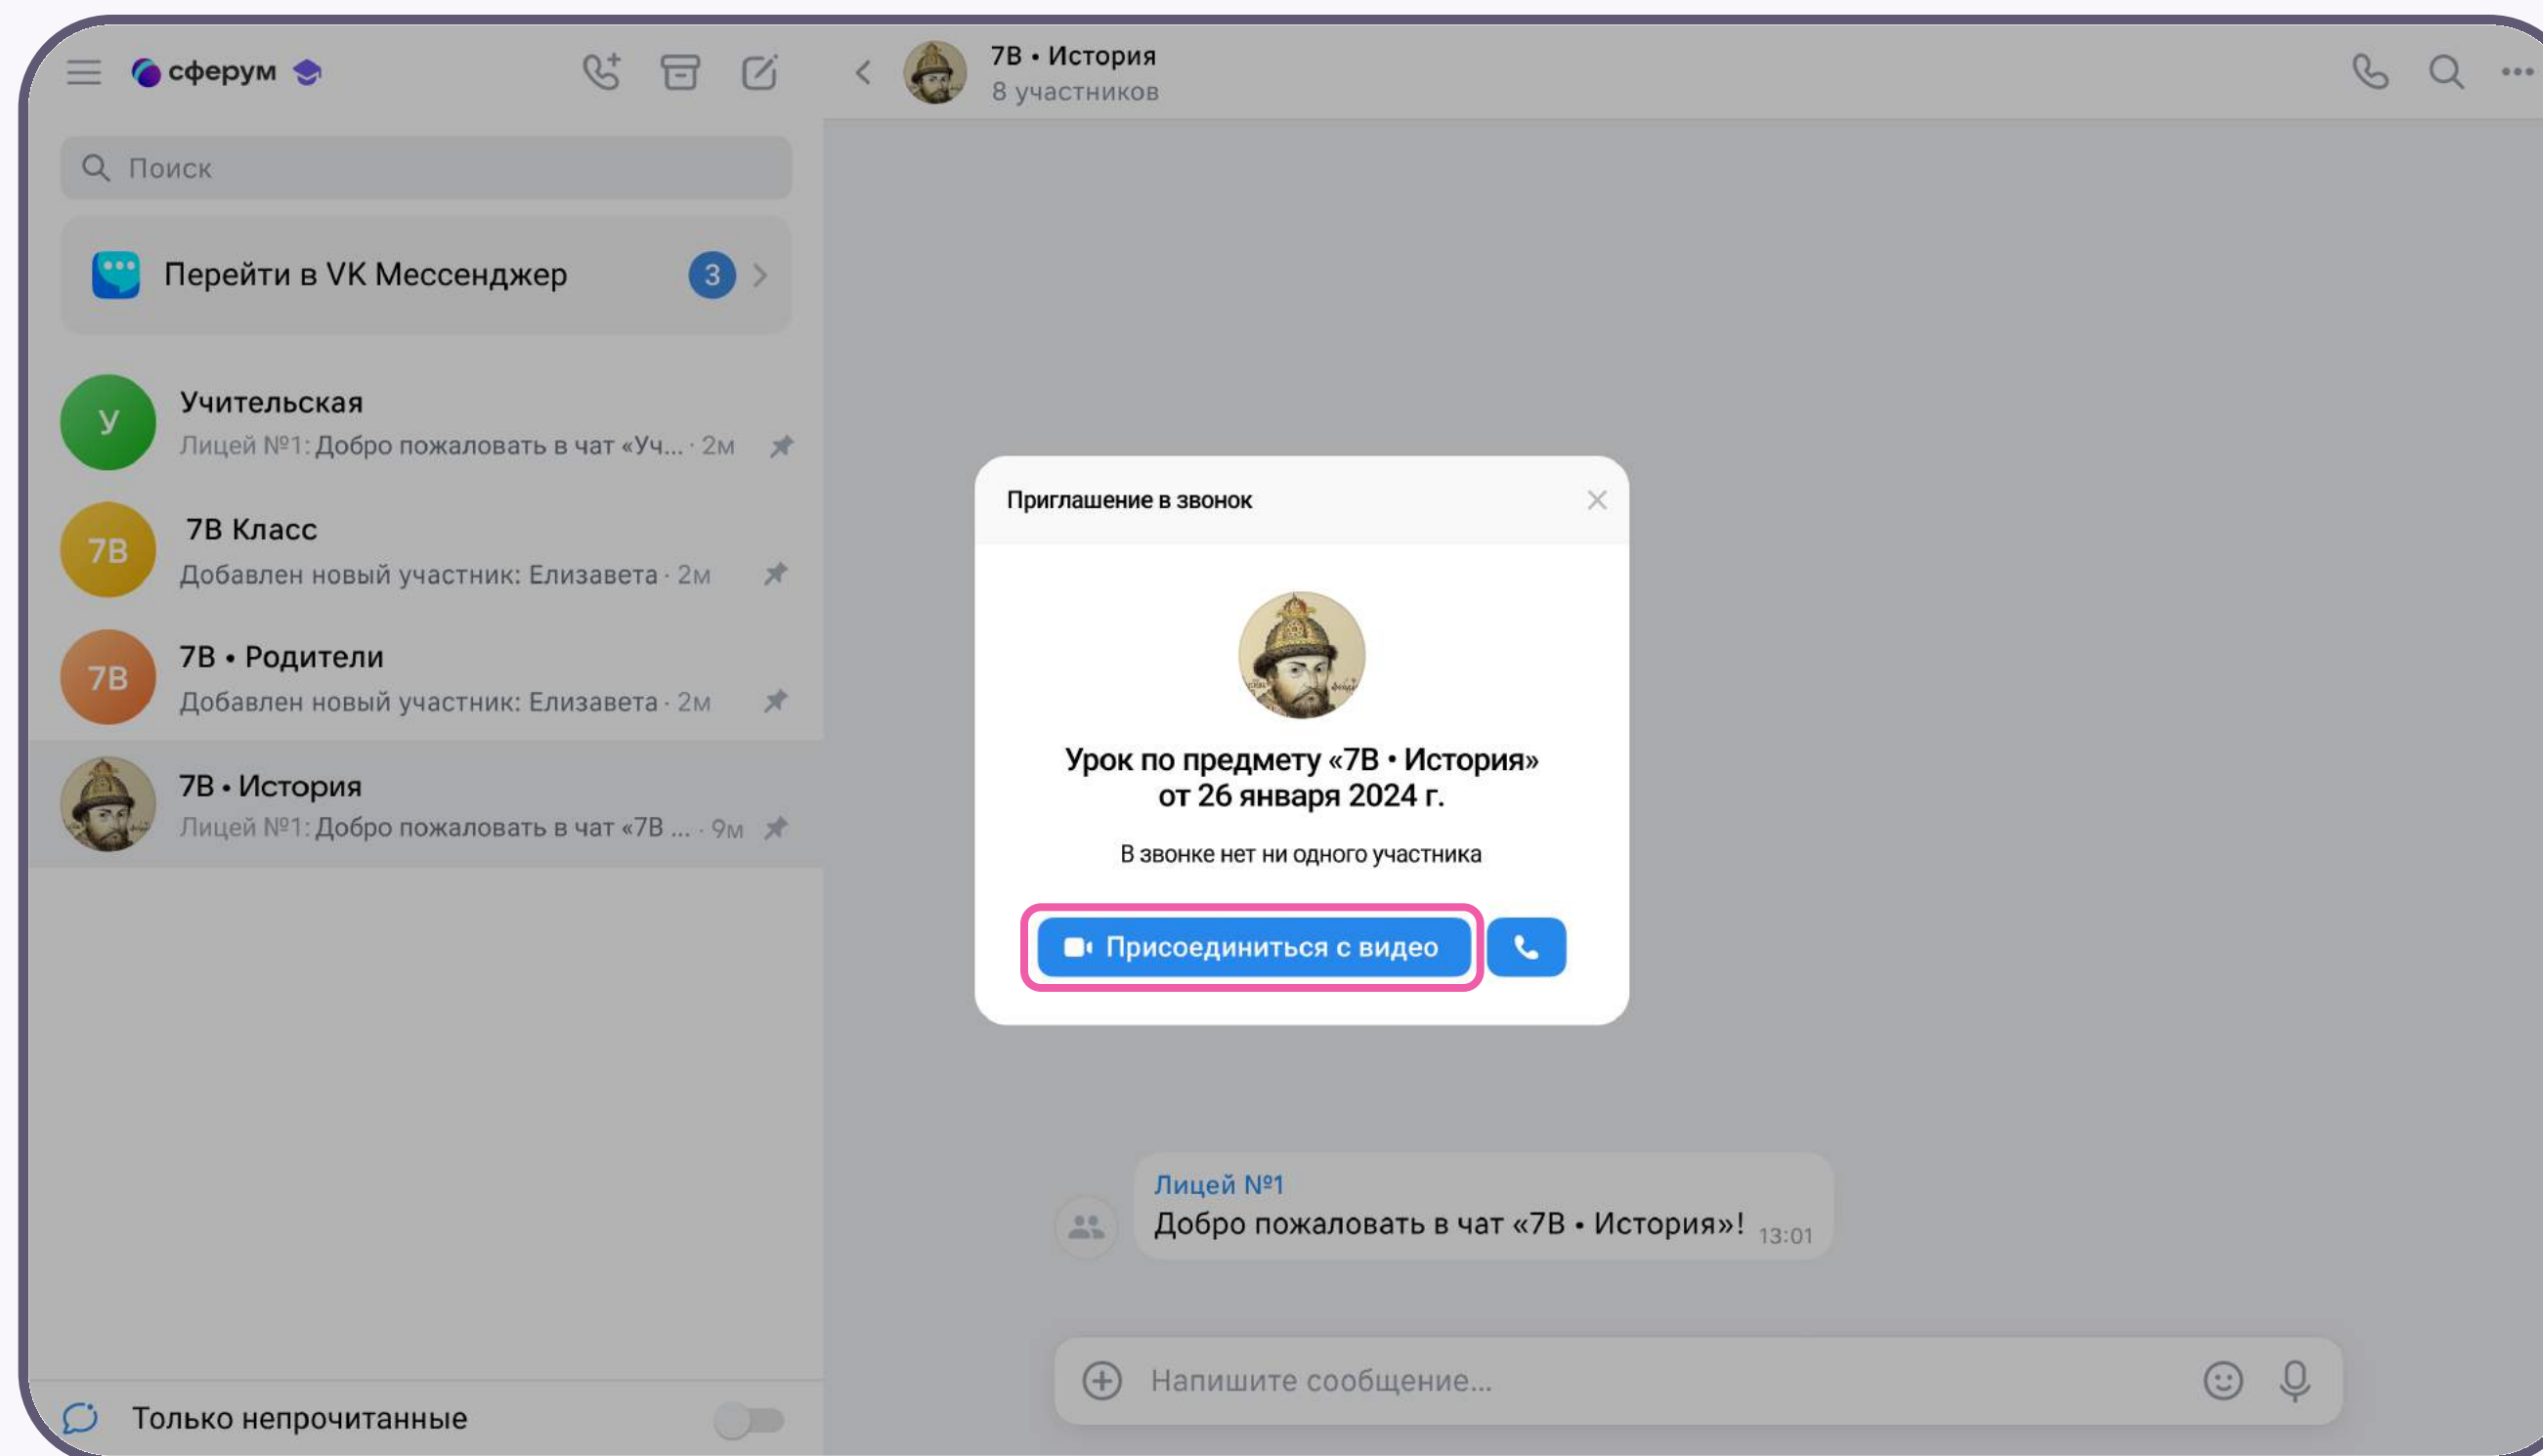 сферум
Поиск
Перейти в VK Мессенджер
3
У
Учительская
Лицей №1: Добро пожаловать в чат «Уч... · 2м
7В
7В Класс
Добавлен новый участник: Елизавета · 2м
7В
7В • Родители
Добавлен новый участник: Елизавета · 2м
7В • История
Лицей №1: Добро пожаловать в чат «7В ... · 9м
Только непрочитанные
7В • История
8 участников
Приглашение в звонок
Урок по предмету «7В • История»
от 26 января 2024 г.
В звонке нет ни одного участника
Присоединиться с видео
Лицей №1
Добро пожаловать в чат «7В • История»! 13:01
Напишите сообщение...